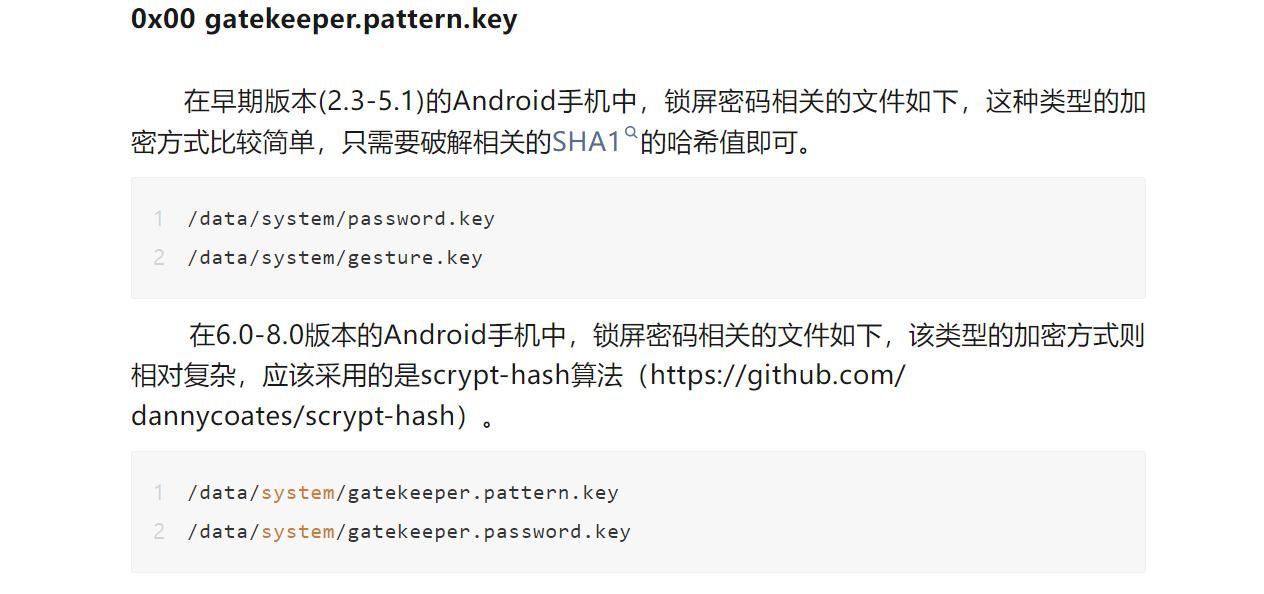 0x00 gatekeeper.pattern.key
在早期版本(2.3-5.1)的Android手机中，锁屏密码相关的文件如下，这种类型的加
密方式比较简单，只需要破解相关的SHA1的哈希值即可。
1 /data/system/password.key
2 /data/system/gesture.key
在6.0-8.0版本的Android手机中，锁屏密码相关的文件如下，该类型的加密方式则
相对复杂，应该采用的是scrypt-hash算法（https://github.com/
dannycoates/scrypt-hash）。
1 /data/system/gatekeeper.pattern.key
2 /data/system/gatekeeper.password.key